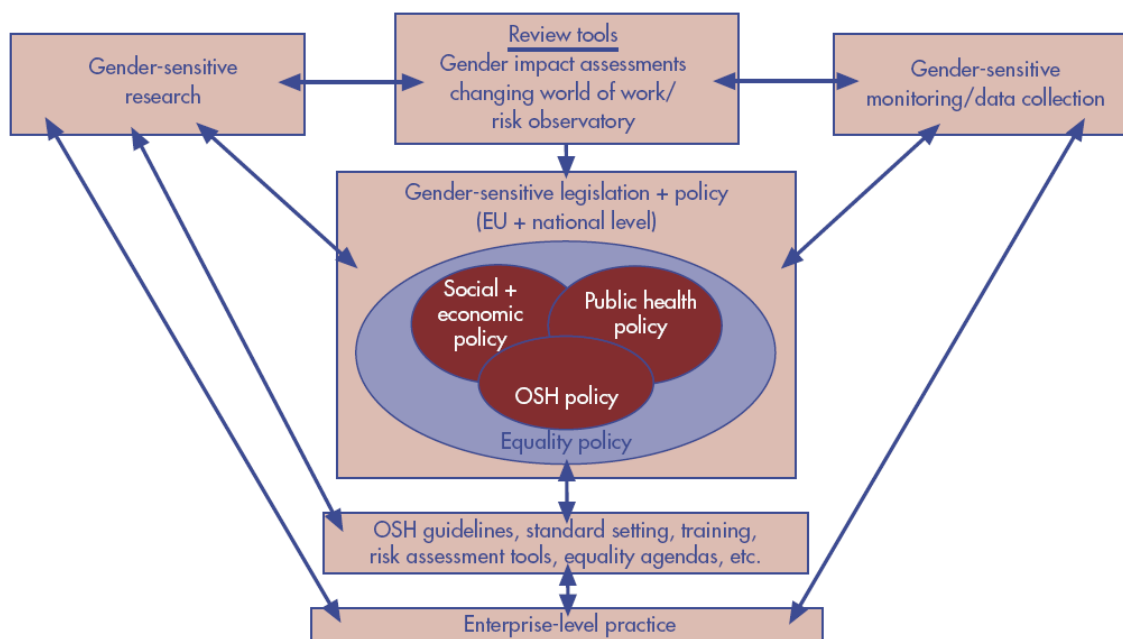 Review tools
Gender impact assessments
changing world of work/
risk observatory
Gender-sensitive
research
Gender-sensitive
monitoring/data collection
Gender-sensitive legislation + policy
(EU + national level)
Social +
economic
policy
Public health
policy
OSH policy
Equality policy
OSH guidelines, standard setting, training,
risk assessment tools, equality agendas, etc.
Enterprise-level practice